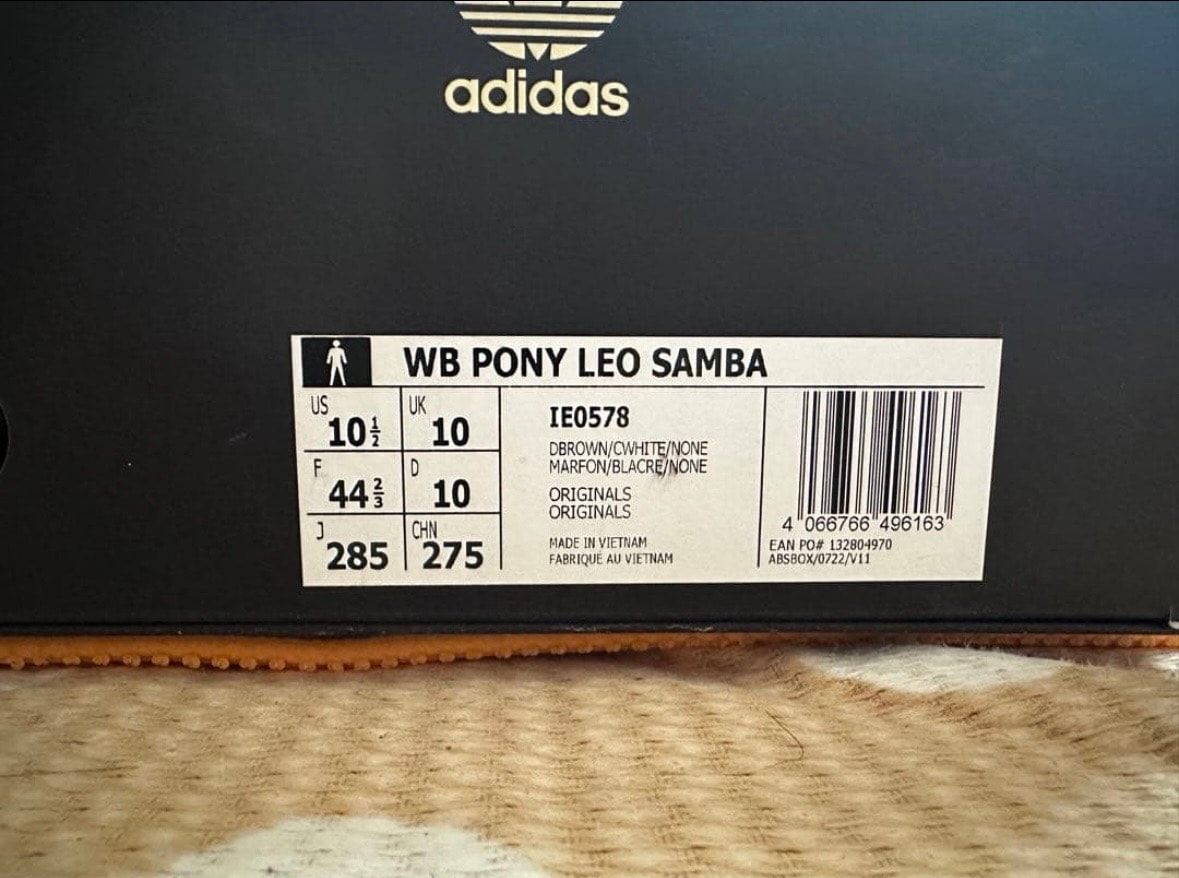 adidas
WB PONY LEO SAMBA
US
10½
UK
10
F
44⅔
D
10
J
285
CHN
275
IE0578
DBROWN/CWHITE/NONE
MARFON/BLACRE/NONE
ORIGINALS
ORIGINALS
MADE IN VIETNAM
FABRIQUÉ AU VIETNAM
4 066766 496163
EAN PO# 132804970
ABSBOX/0722/V11